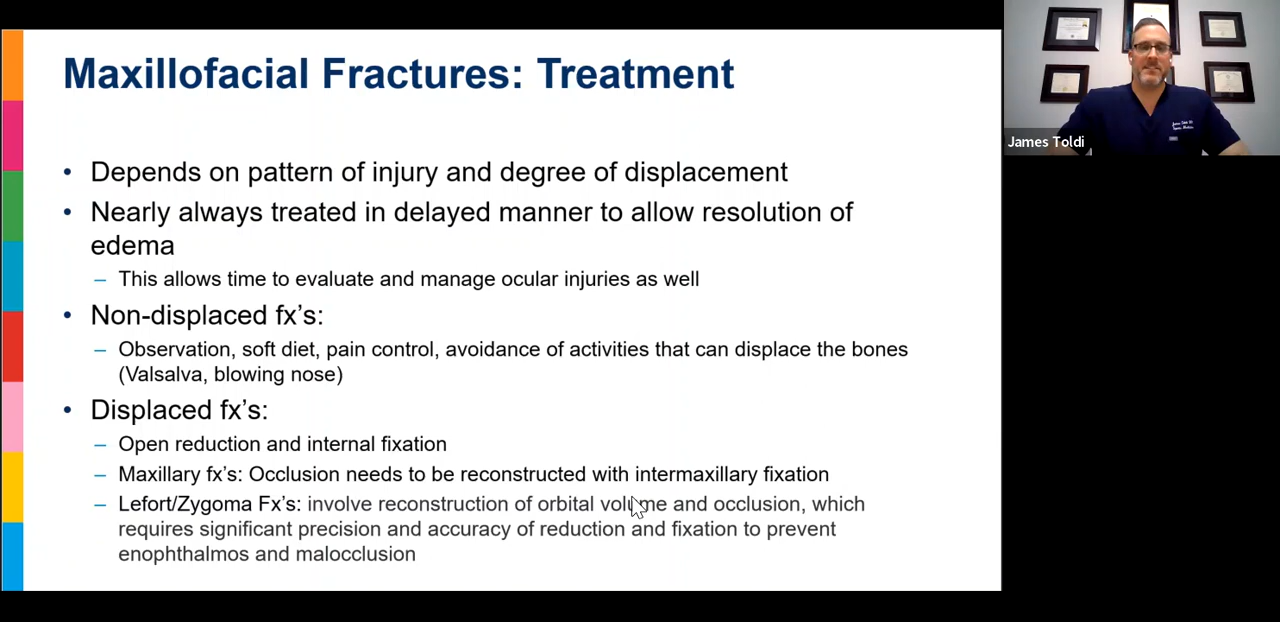 Maxillofacial Fractures: Treatment
• Depends on pattern of injury and degree of displacement
• Nearly always treated in delayed manner to allow resolution of
edema
– This allows time to evaluate and manage ocular injuries as well
• Non-displaced fx's:
– Observation, soft diet, pain control, avoidance of activities that can displace the bones
(Valsalva, blowing nose)
• Displaced fx's:
– Open reduction and internal fixation
– Maxillary fx's: Occlusion needs to be reconstructed with intermaxillary fixation
– Lefort/Zygoma Fx's: involve reconstruction of orbital volume and occlusion, which
requires significant precision and accuracy of reduction and fixation to prevent
enophthalmos and malocclusion
James Toldi